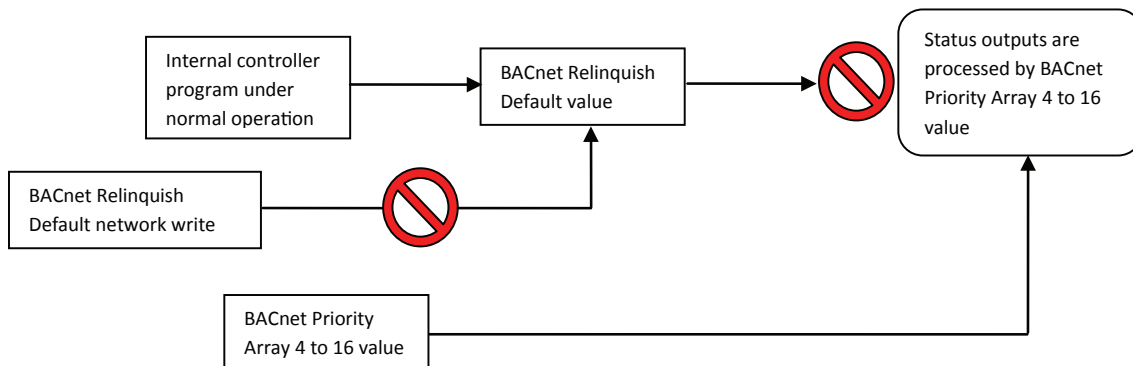 Internal controller
program under
normal operation
BACnet Relinquish
Default value
Status outputs are
processed by BACnet
Priority Array 4 to 16
value
BACnet Relinquish
Default network write
BACnet Priority
Array 4 to 16 value